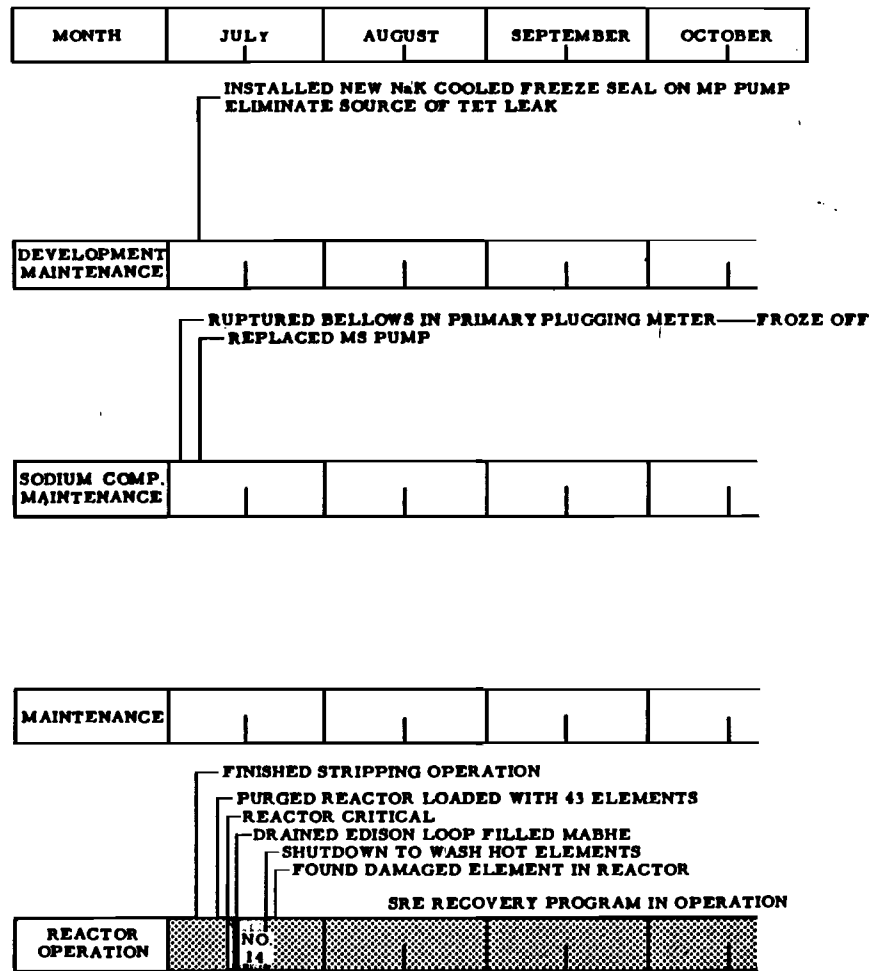 MONTH JULY AUGUST SEPTEMBER OCTOBER
INSTALLED NEW NaK COOLED FREEZE SEAL ON MP PUMP
ELIMINATE SOURCE OF TET LEAK
DEVELOPMENT
MAINTENANCE
RUPTURED BELLOWS IN PRIMARY PLUGGING METER——FROZE OFF
REPLACED MS PUMP
SODIUM COMP.
MAINTENANCE
MAINTENANCE
FINISHED STRIPPING OPERATION
PURGED REACTOR LOADED WITH 43 ELEMENTS
REACTOR CRITICAL
DRAINED EDISON LOOP FILLED MABHE
SHUTDOWN TO WASH HOT ELEMENTS
FOUND DAMAGED ELEMENT IN REACTOR
SRE RECOVERY PROGRAM IN OPERATION
REACTOR
OPERATION
NO.
14